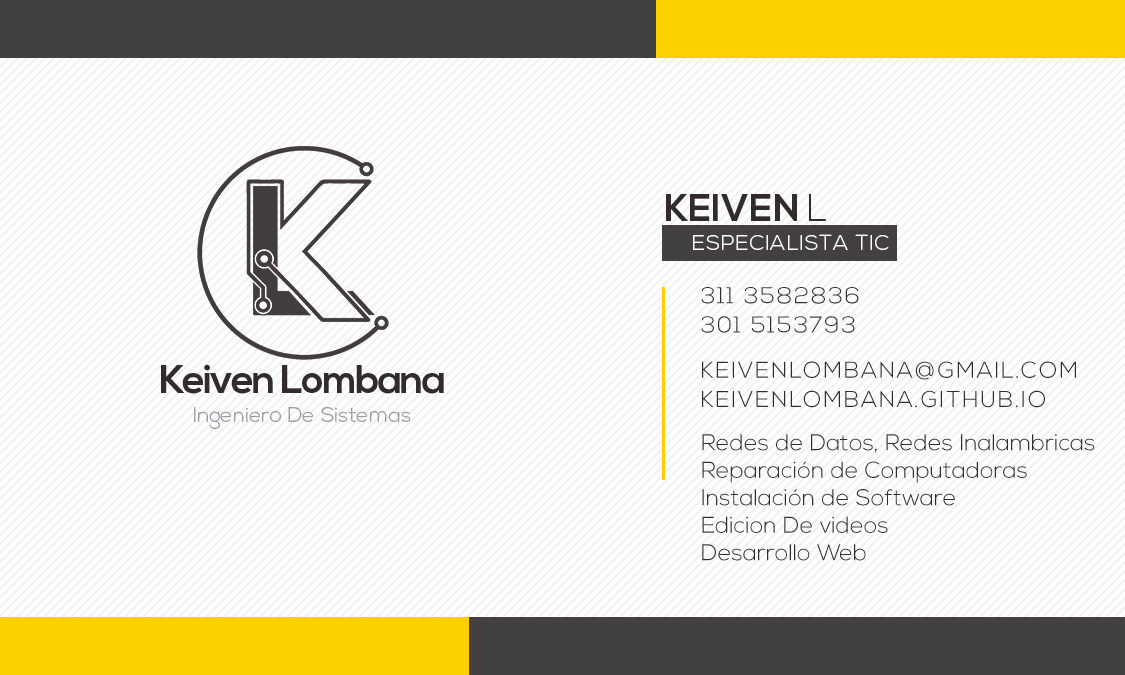 Keiven Lombana
Ingeniero De Sistemas
KEIVEN L
ESPECIALISTA TIC
311 3582836
301 5153793
KEIVENLOMBANA@GMAIL.COM
KEIVENLOMBANA.GITHUB.IO
Redes de Datos, Redes Inalambricas
Reparación de Computadoras
Instalación de Software
Edicion De videos
Desarrollo Web